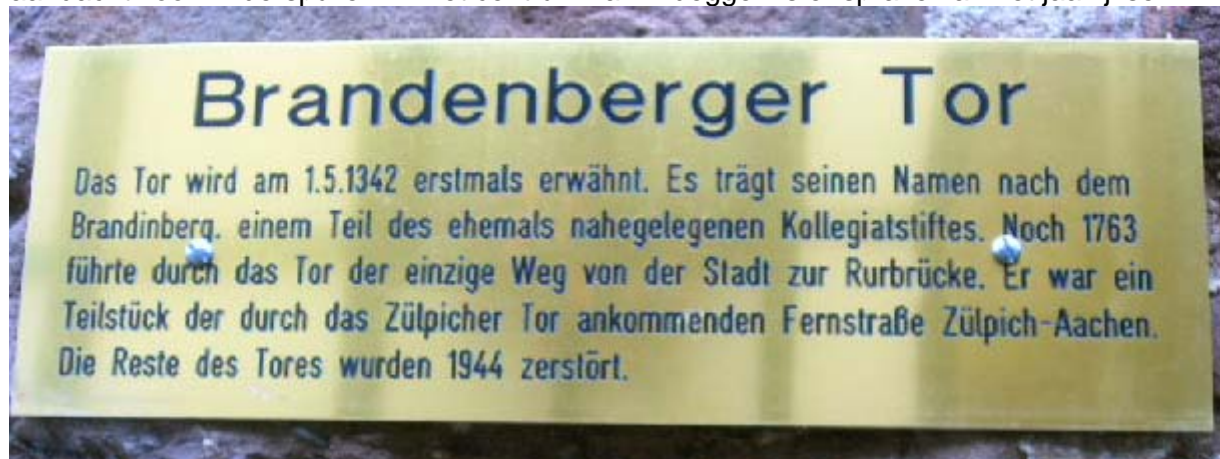 Brandenberger Tor
Das Tor wird am 1.5.1342 erstmals erwähnt. Es trägt seinen Namen nach dem
Brandinberg. einem Teil des ehemals nahegelegenen Kollegiatstiftes. Noch 1763
führte durch das Tor der einzige Weg von der Stadt zur Rurbrücke. Er war ein
Teilstück der durch das Zülpicher Tor ankommenden Fernstraße Zülpich-Aachen.
Die Reste des Tores wurden 1944 zerstört.